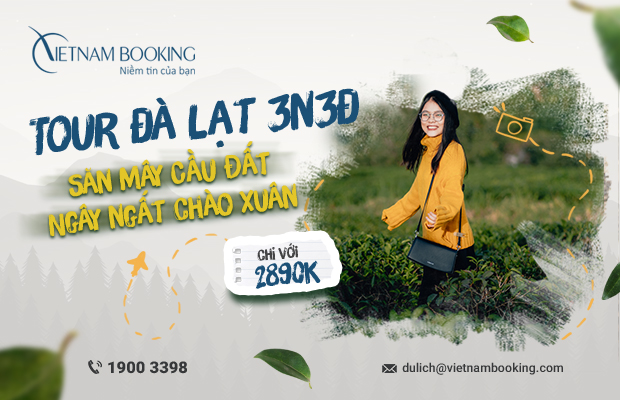 VIETNAM BOOKING
Niềm tin của bạn
TOUR ĐÀ LẠT 3N3Đ
SĂN MÂY CẦU ĐẤT
NGÂY NGẤT CHÀO XUÂN
CHỈ VỚI
2890K
1900 3398
dulich@vietnambooking.com